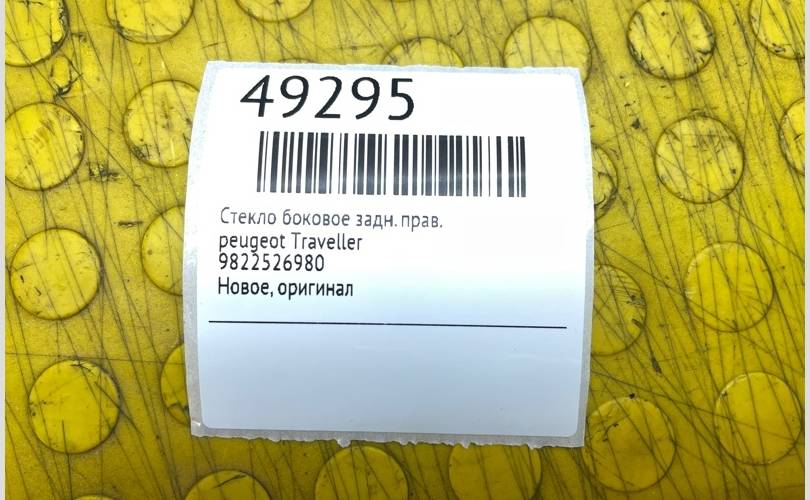 49295
Стекло боковое задн. прав.
peugeot Traveller
9822526980
Новое, оригинал